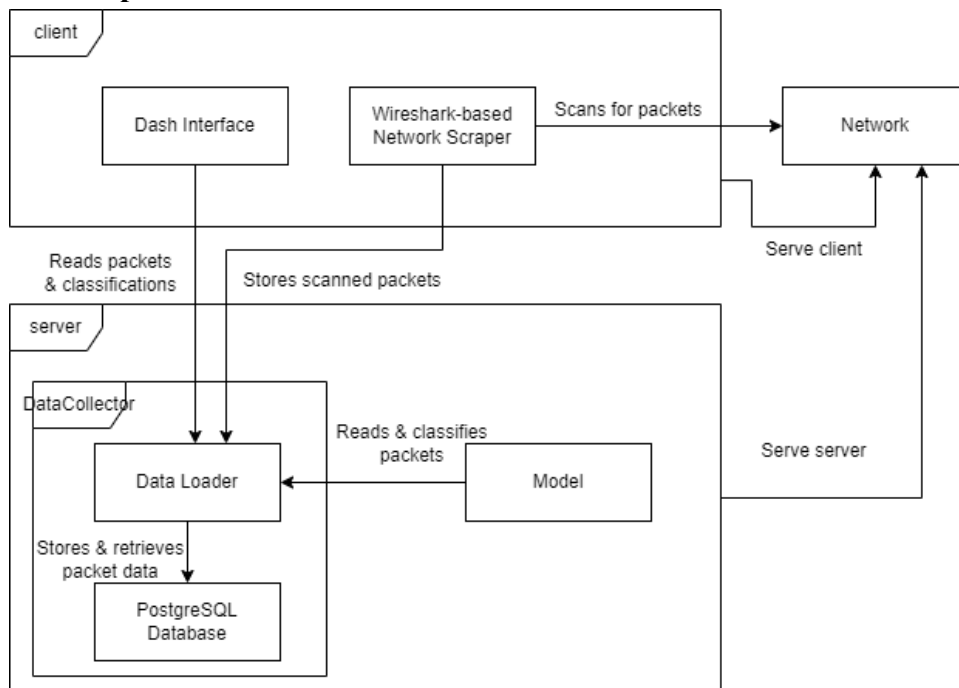 client
Dash Interface
Wireshark-based
Network Scraper
Scans for packets
Network
Reads packets
& classifications
Stores scanned packets
Serve client
server
DataCollector
Reads & classifies
packets
Serve server
Data Loader
Model
Stores & retrieves
packet data
PostgreSQL
Database